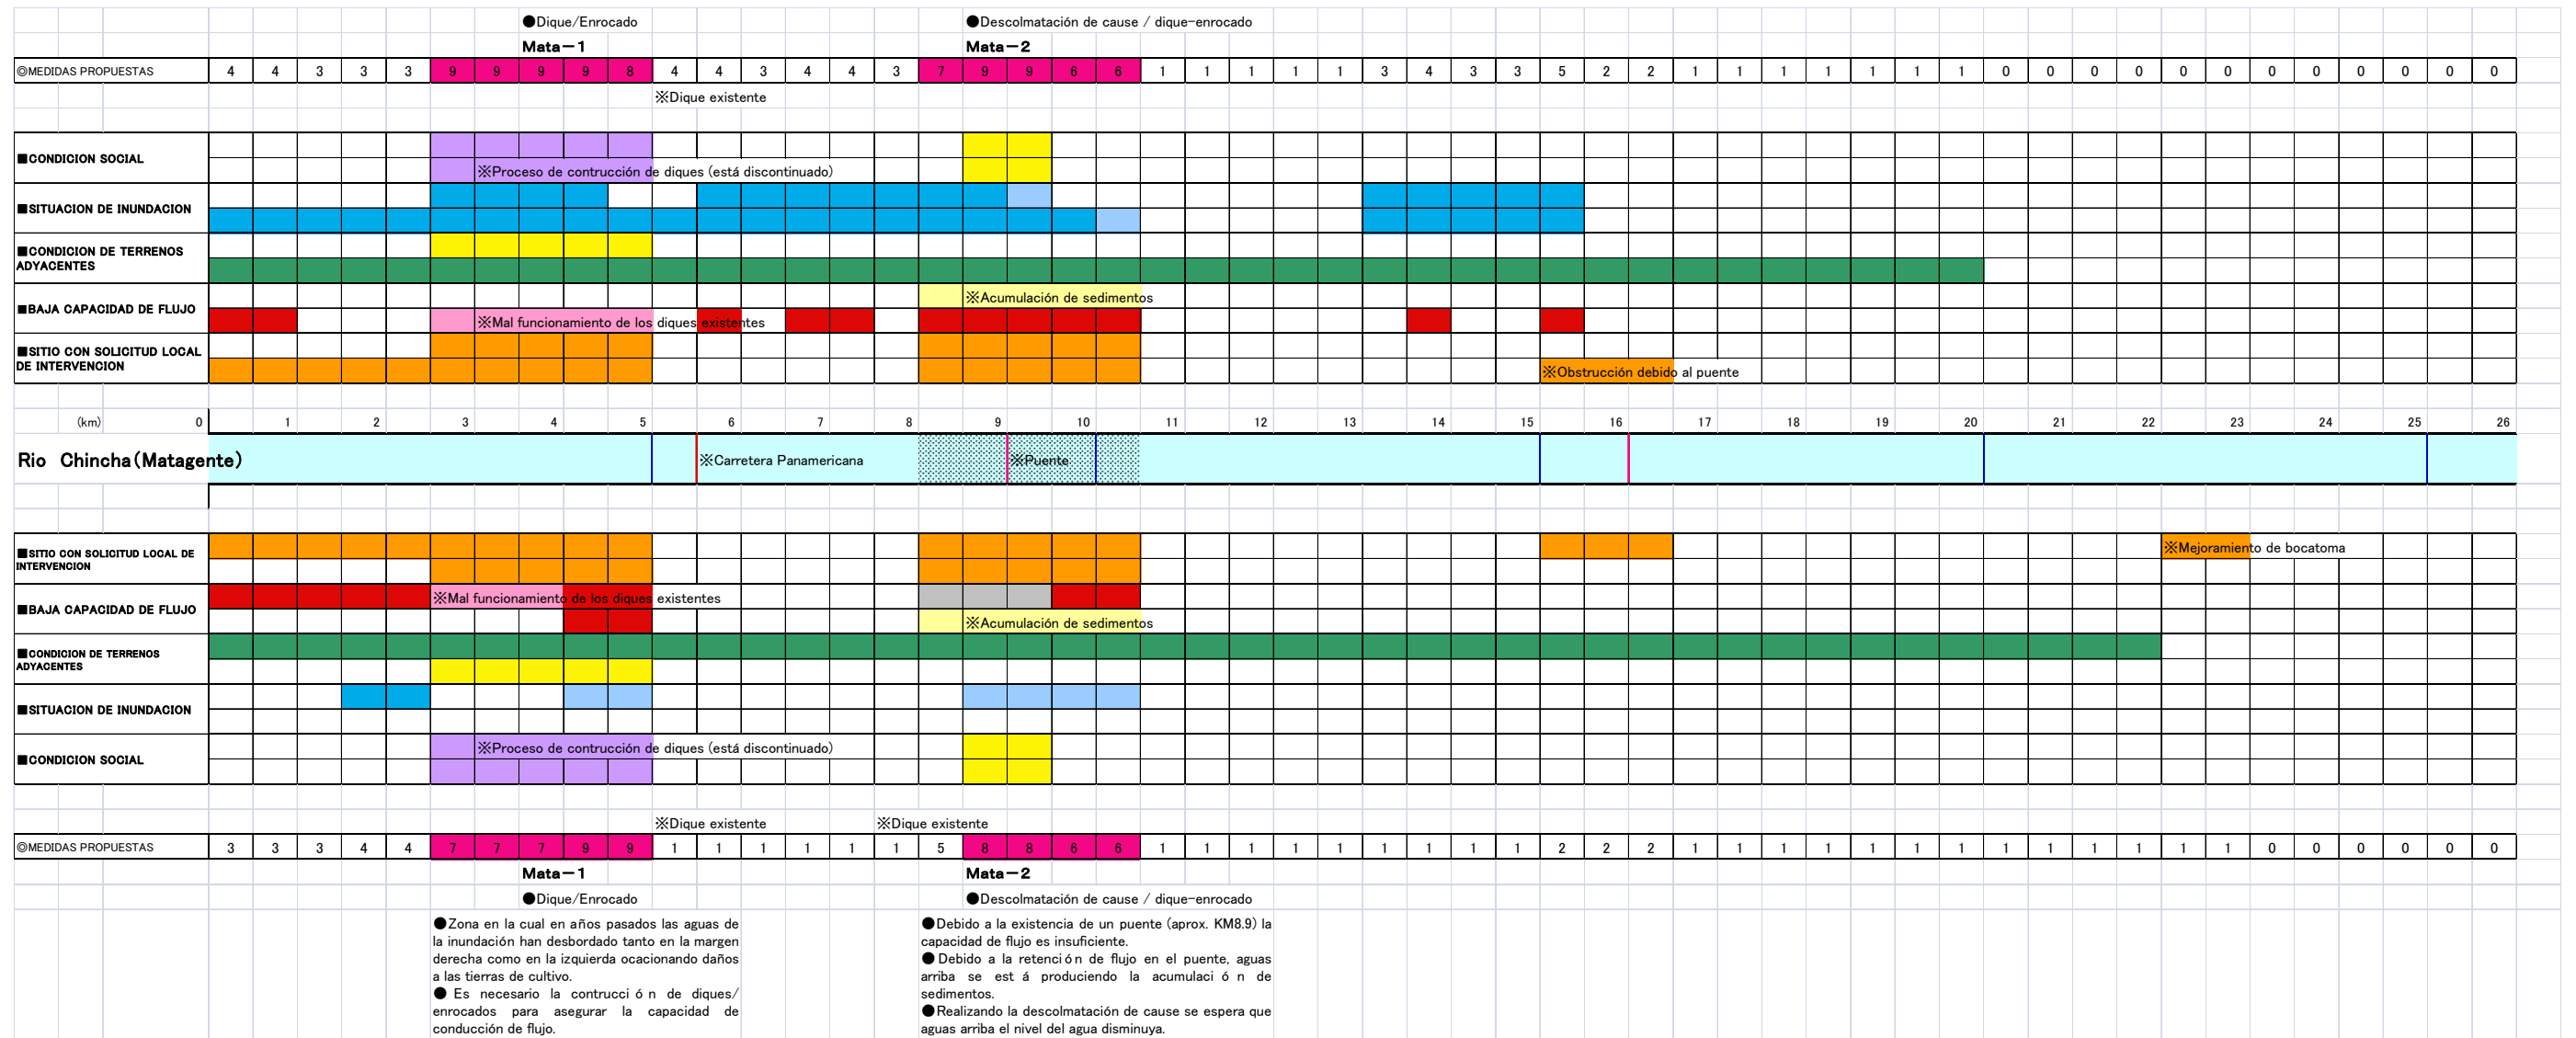 ●Dique/Enrocado ●Descolmatación de cause / dique-enrocado
Mata－1 Mata－2
◎MEDIDAS PROPUESTAS 4 4 3 3 3 9 9 9 9 8 4 4 3 4 4 3 7 9 9 6 6 1 1 1 1 1 3 4 3 3 5 2 2 1 1 1 1 1 1 1 0 0 0 0 0 0 0 0 0 0 0 0
※Dique existente
■CONDICION SOCIAL
※Proceso de contrucción de diques (está discontinuado)
■SITUACION DE INUNDACION
■CONDICION DE TERRENOS
ADYACENTES
※Acumulación de sedimentos
■BAJA CAPACIDAD DE FLUJO
※Mal funcionamiento de los diques existentes
■SITIO CON SOLICITUD LOCAL
DE INTERVENCION
※Obstrucción debido al puente
(km) 0 1 2 3 4 5 6 7 8 9 10 11 12 13 14 15 16 17 18 19 20 21 22 23 24 25 26
Rio Chincha(Matagente) ※Carretera Panamericana ※Puente
■SITIO CON SOLICITUD LOCAL DE
INTERVENCION
※Mejoramiento de bocatoma
■BAJA CAPACIDAD DE FLUJO
※Mal funcionamiento de los diques existentes
※Acumulación de sedimentos
■CONDICION DE TERRENOS
ADYACENTES
■SITUACION DE INUNDACION
※Proceso de contrucción de diques (está discontinuado)
■CONDICION SOCIAL
※Dique existente ※Dique existente
◎MEDIDAS PROPUESTAS 3 3 3 4 4 7 7 7 9 9 1 1 1 1 1 1 5 8 8 6 6 1 1 1 1 1 1 1 1 1 2 2 2 1 1 1 1 1 1 1 1 1 1 1 1 1 0 0 0 0 0 0
Mata－1 Mata－2
●Dique/Enrocado ●Descolmatación de cause / dique-enrocado
●Zona en la cual en años pasados las aguas de
la inundación han desbordado tanto en la margen
derecha como en la izquierda ocacionando daños
a las tierras de cultivo.
● Es necesario la contrucción de diques/
enrocados para asegurar la capacidad de
conducción de flujo.
●Debido a la existencia de un puente (aprox. KM8.9) la
capacidad de flujo es insuficiente.
● Debido a la retención de flujo en el puente, aguas
arriba se está produciendo la acumulación de
sedimentos.
●Realizando la descolmatación de cause se espera que
aguas arriba el nivel del agua disminuya.